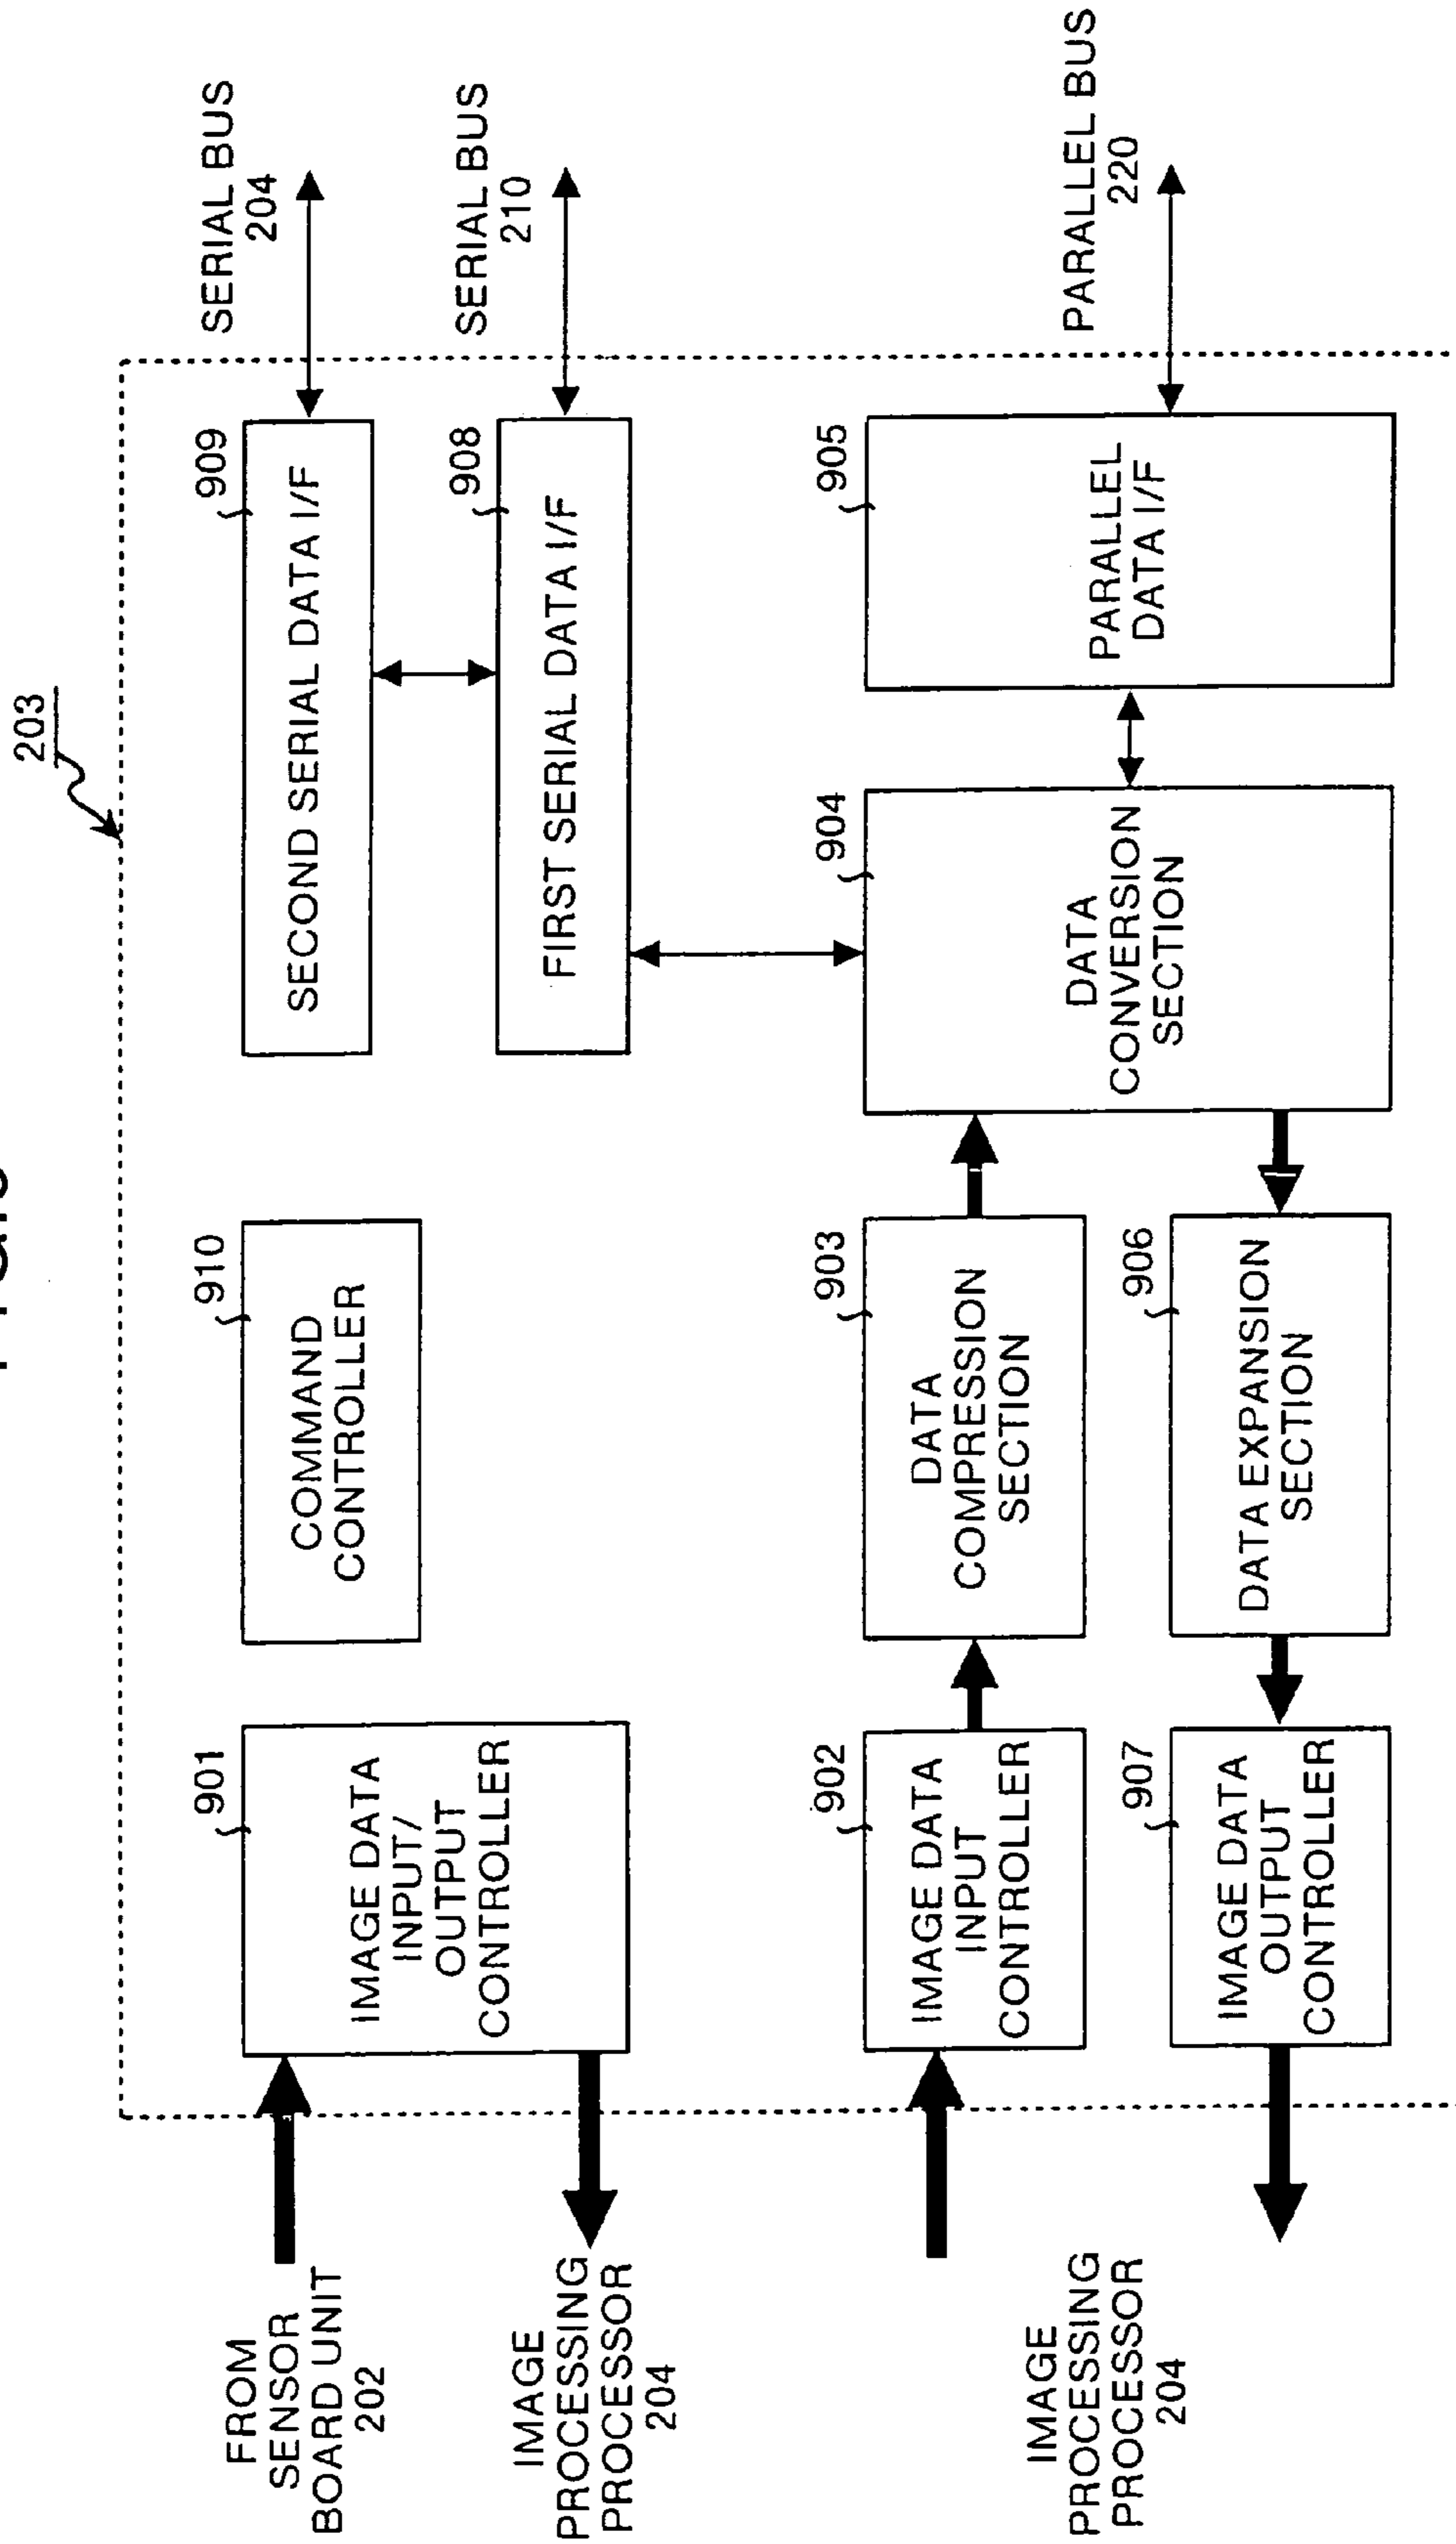 203
FROM
SENSOR
BOARD UNIT
202
IMAGE
PROCESSING
PROCESSOR
204
901
IMAGE DATA
INPUT/
OUTPUT
CONTROLLER
910
COMMAND
CONTROLLER
909
SECOND SERIAL DATA I/F
SERIAL BUS
204
908
FIRST SERIAL DATA I/F
SERIAL BUS
210
IMAGE
PROCESSING
PROCESSOR
204
902
IMAGE DATA
INPUT
CONTROLLER
903
DATA
COMPRESSION
SECTION
904
DATA
CONVERSION
SECTION
905
PARALLEL
DATA I/F
PARALLEL BUS
220
907
IMAGE DATA
OUTPUT
CONTROLLER
906
DATA EXPANSION
SECTION